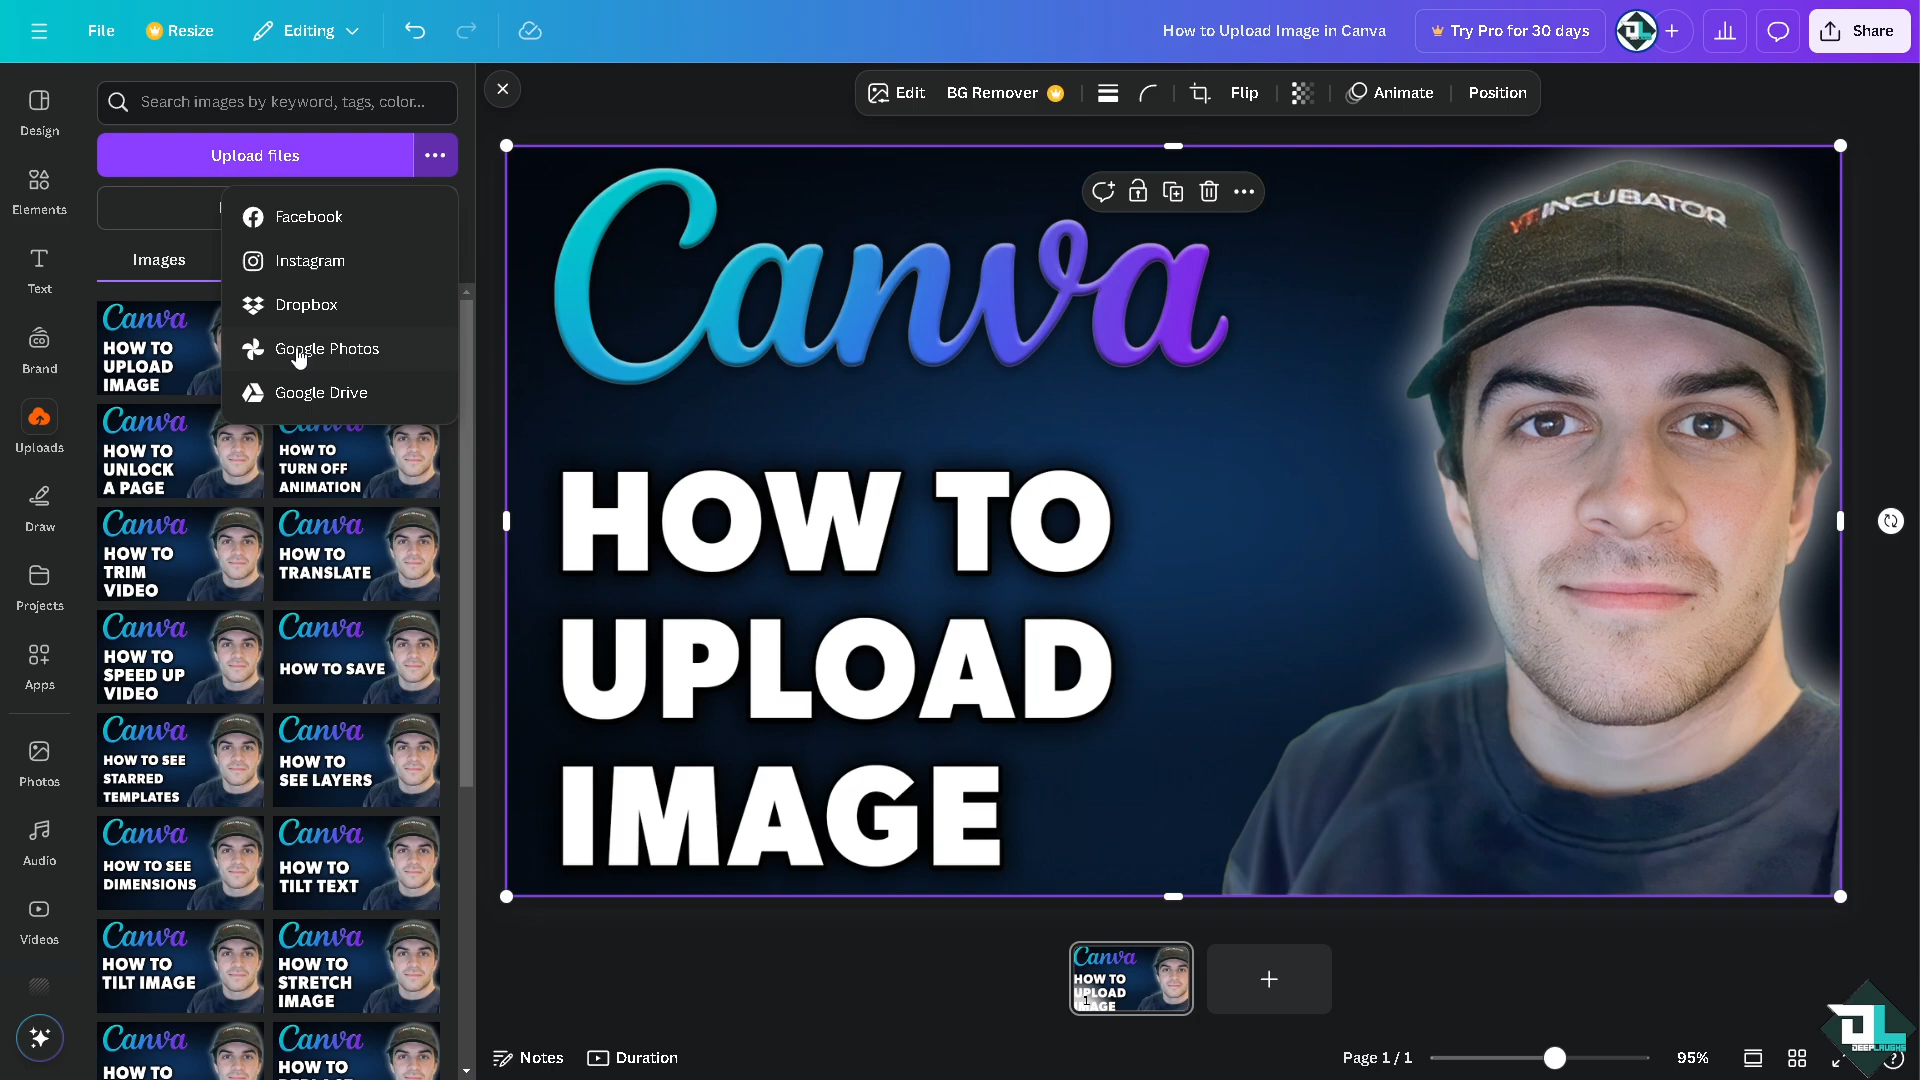 File
Resize
Editing
How to Upload Image in Canva
Try Pro for 30 days
Share
Design
Elements
Text
Brand
Uploads
Draw
Projects
Apps
Photos
Audio
Videos
Search images by keyword, tags, color...
Upload files
Facebook
Instagram
Dropbox
Google Photos
Google Drive
Images
Canva
HOW TO
UPLOAD
IMAGE
Canva
HOW TO
UNLOCK
A PAGE
HOW TO
TURN OFF
ANIMATION
Canva
HOW TO
TRIM
VIDEO
Canva
HOW TO
TRANSLATE
Canva
HOW TO
SPEED UP
VIDEO
Canva
HOW TO SAVE
Canva
HOW TO SEE
STARRED
TEMPLATES
Canva
HOW TO
SEE LAYERS
Canva
HOW TO SEE
DIMENSIONS
Canva
HOW TO
TILT TEXT
Canva
HOW TO
TILT IMAGE
Canva
HOW TO
STRETCH
IMAGE
Canva
HOW TO
Canva
HOW TO
Edit
BG Remover
Flip
Animate
Position
Canva
HOW TO
UPLOAD
IMAGE
YT INCUBATOR
Canva
HOW TO
UPLOAD
IMAGE
1
+
Notes
Duration
Page 1 / 1
95%
DL
DEEPLAUGHS